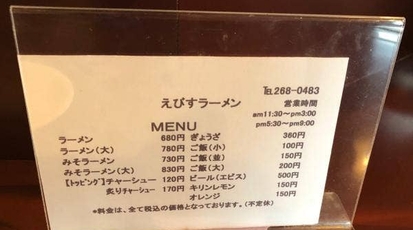 TEL 268-0483
えびすラーメン 営業時間
am11:30~pm3:00
MENU pm5:30~pm9:00
ラーメン 680円 ぎょうざ 360円
ラーメン(大) 780円 ご飯(小) 100円
みそラーメン 730円 ご飯(並) 150円
みそラーメン(大) 830円 ご飯(大) 200円
【トッピング】チャーシュー 120円 ビール(エビス) 500円
炙りチャーシュー 170円 キリンレモン 150円
オレンジ 150円
*料金は、全て税込の価格となっております。(不定休)